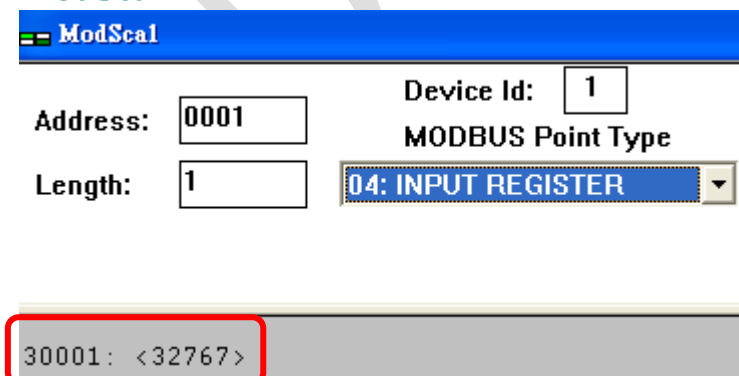 ModScal
Device Id: 1
Address: 0001
MODBUS Point Type
Length: 1
04: INPUT REGISTER
30001: <32767>